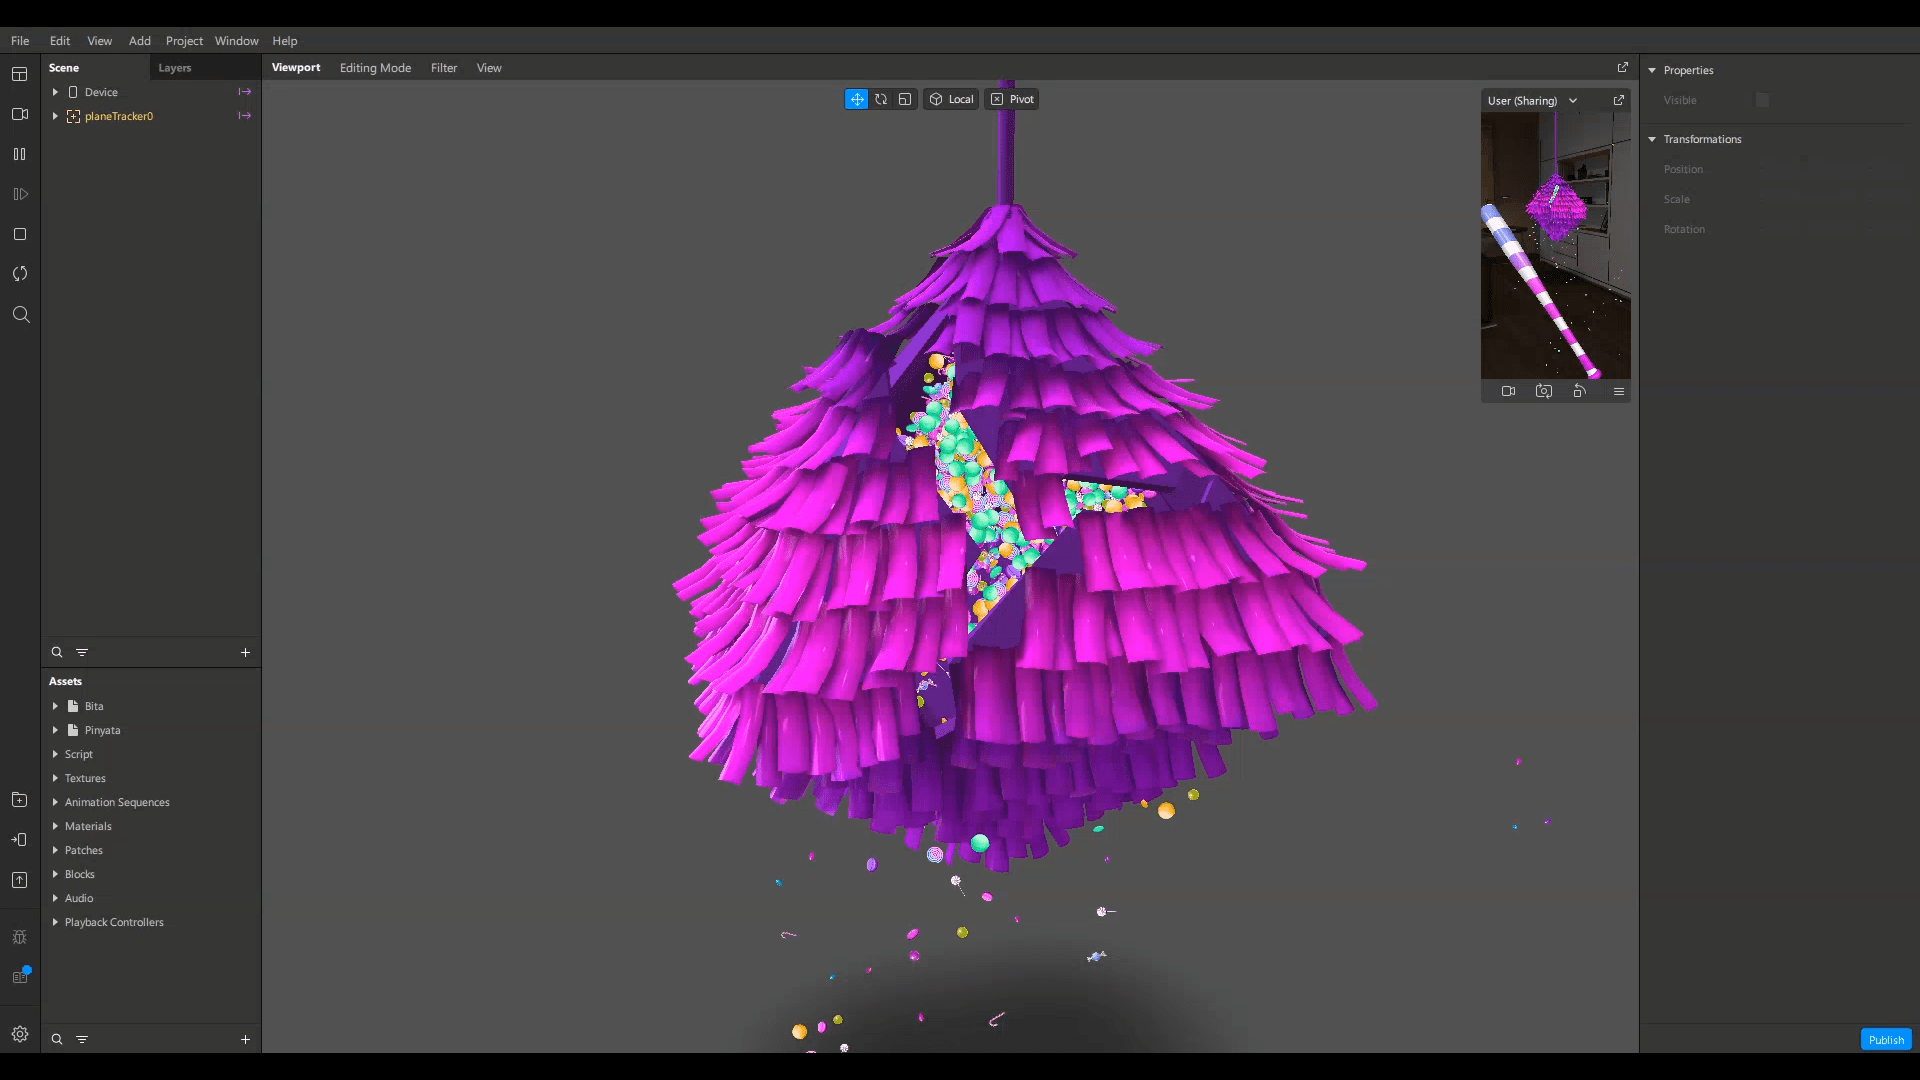 File Edit View Add Project Window Help
Scene Layers
Device
planeTracker0
Viewport Editing Mode Filter View
Local Pivot
User (Sharing)
Properties
Visible
Transformations
Position
Scale
Rotation
Assets
Bita
Pinyata
Script
Textures
Animation Sequences
Materials
Patches
Blocks
Audio
Playback Controllers
Publish